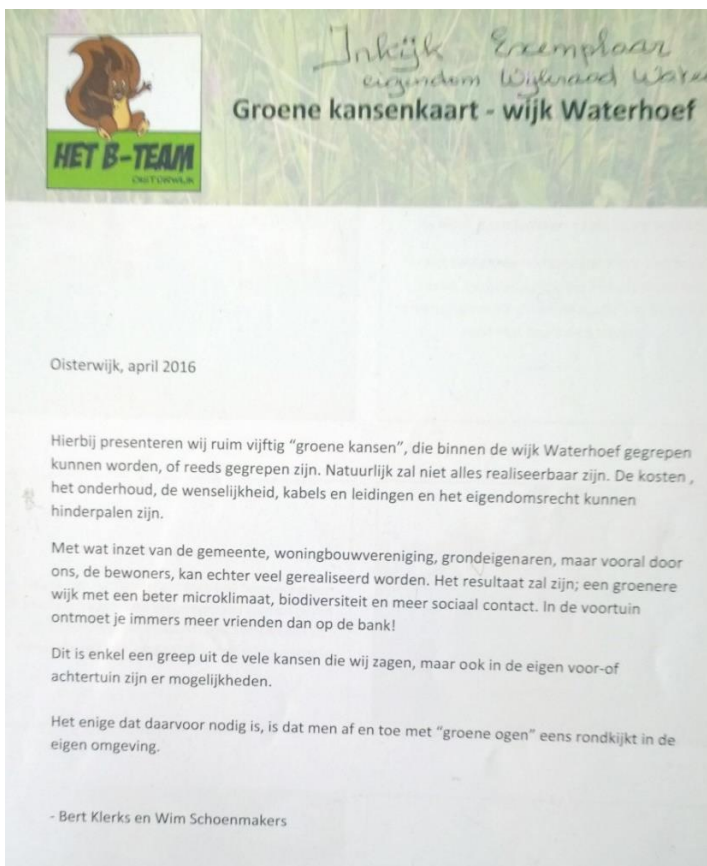 Inkijk Exemplaar
eigendom Wijkraad Wate
Groene kansenkaart - wijk Waterhoef
HET B-TEAM
OISTERWIJK
Oisterwijk, april 2016
Hierbij presenteren wij ruim vijftig “groene kansen”, die binnen de wijk Waterhoef gegrepen
kunnen worden, of reeds gegrepen zijn. Natuurlijk zal niet alles realiseerbaar zijn. De kosten ,
het onderhoud, de wenselijkheid, kabels en leidingen en het eigendomsrecht kunnen
hinderpalen zijn.
Met wat inzet van de gemeente, woningbouwvereniging, grondeigenaren, maar vooral door
ons, de bewoners, kan echter veel gerealiseerd worden. Het resultaat zal zijn; een groenere
wijk met een beter microklimaat, biodiversiteit en meer sociaal contact. In de voortuin
ontmoet je immers meer vrienden dan op de bank!
Dit is enkel een greep uit de vele kansen die wij zagen, maar ook in de eigen voor-of
achtertuin zijn er mogelijkheden.
Het enige dat daarvoor nodig is, is dat men af en toe met “groene ogen” eens rondkijkt in de
eigen omgeving.
- Bert Klerks en Wim Schoenmakers